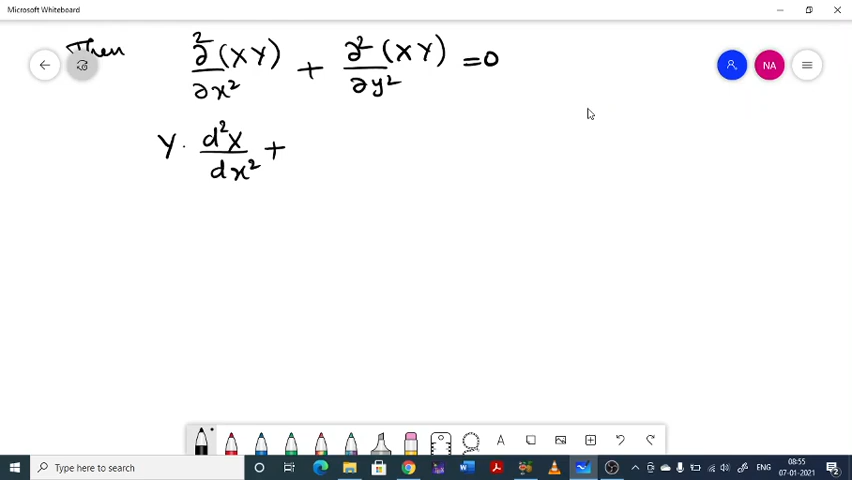 Microsoft Whiteboard
Then ∂²(XY)/∂x² + ∂²(XY)/∂y² = 0
NA
Y · d²X/dx² +
A
Type here to search
ENG
08:55
07-01-2021
2